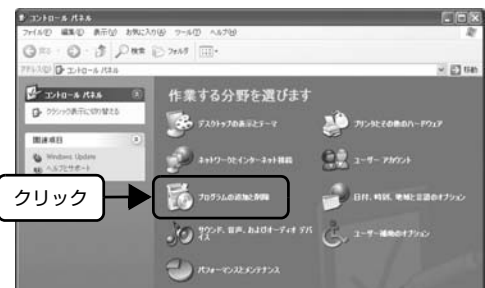 コントロール パネル
ファイル(F) 編集(E) 表示(V) お気に入り(B) ツール(T) ヘルプ(H)
戻る 検索 フォルダ
アドレス(D) コントロール パネル 移動
コントロール パネル
クラシック表示に切り替える
関連項目
Windows Update
ヘルプとサポート
作業する分野を選びます
デスクトップの表示とテーマ
プリンタとその他のハードウェア
ネットワークとインターネット接続
ユーザー アカウント
クリック
プログラムの追加と削除
日付、時刻、地域と言語のオプション
サウンド、音声、およびオーディオ デバイス
ユーザー補助のオプション
パフォーマンスとメンテナンス